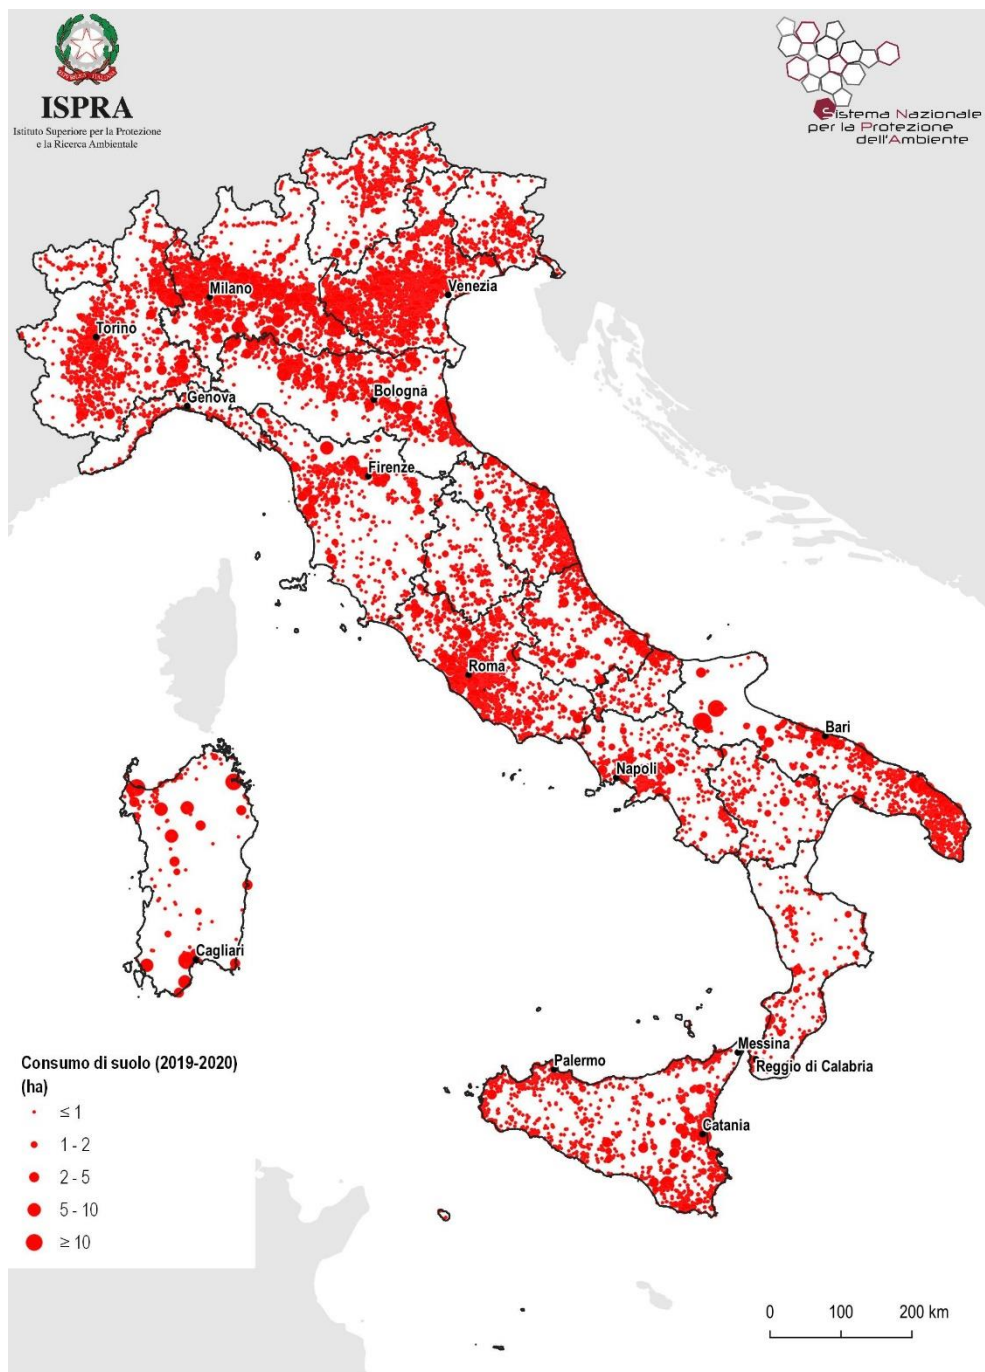 ISPRA
Istituto Superiore per la Protezione
e la Ricerca Ambientale
Sistema Nazionale
per la Protezione
dell'Ambiente
Milano
Venezia
Torino
Genova
Bologna
Firenze
Roma
Bari
Napoli
Cagliari
Messina
Reggio di Calabria
Palermo
Catania
Consumo di suolo (2019-2020)
(ha)
≤ 1
1 - 2
2 - 5
5 - 10
≥ 10
0 100 200 km